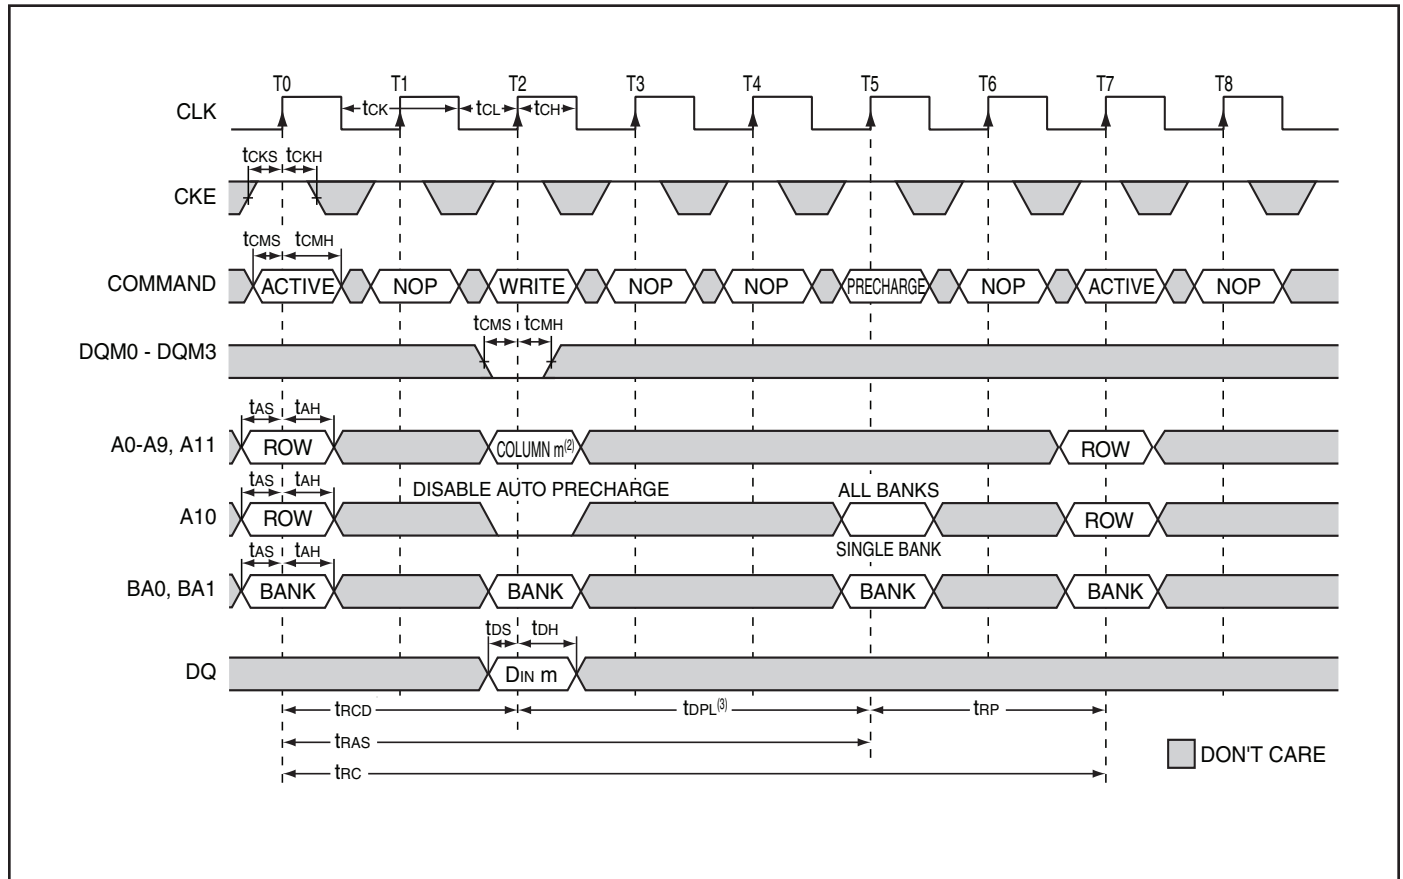 T0 T1 T2 T3 T4 T5 T6 T7 T8
CLK tCK tCL tCH
tCKS tCKH
CKE
tCMS tCMH
COMMAND ACTIVE NOP WRITE NOP NOP PRECHARGE NOP ACTIVE NOP
tCMS tCMH
DQM0 - DQM3
tAS tAH
A0-A9, A11 ROW COLUMN m(2) ROW
tAS tAH DISABLE AUTO PRECHARGE ALL BANKS
A10 ROW ROW
tAS tAH SINGLE BANK
BA0, BA1 BANK BANK BANK BANK
tDS tDH
DQ DIN m
tRCD tDPL(3) tRP
tRAS
tRC
DON'T CARE